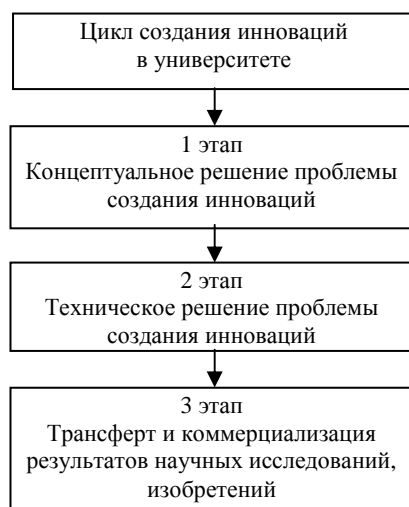 Цикл создания инноваций
в университете
1 этап
Концептуальное решение проблемы
создания инноваций
2 этап
Техническое решение проблемы
создания инноваций
3 этап
Трансферт и коммерциализация
результатов научных исследований,
изобретений